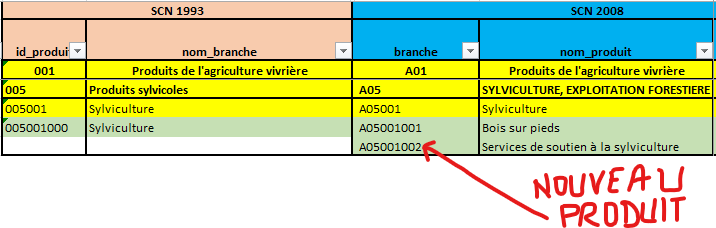 SCN 1993 SCN 2008
id_produi nom_branche branche nom_produit
001 Produits de l'agriculture vivrière A01 Produits de l'agriculture vivrière
005 Produits sylvicoles A05 SYLVICULTURE, EXPLOITATION FORESTIERE
005001 Sylviculture A05001 Sylviculture
005001000 Sylviculture A05001001 Bois sur pieds
A05001002 Services de soutien à la sylviculture
NOUVEAU
PRODUIT